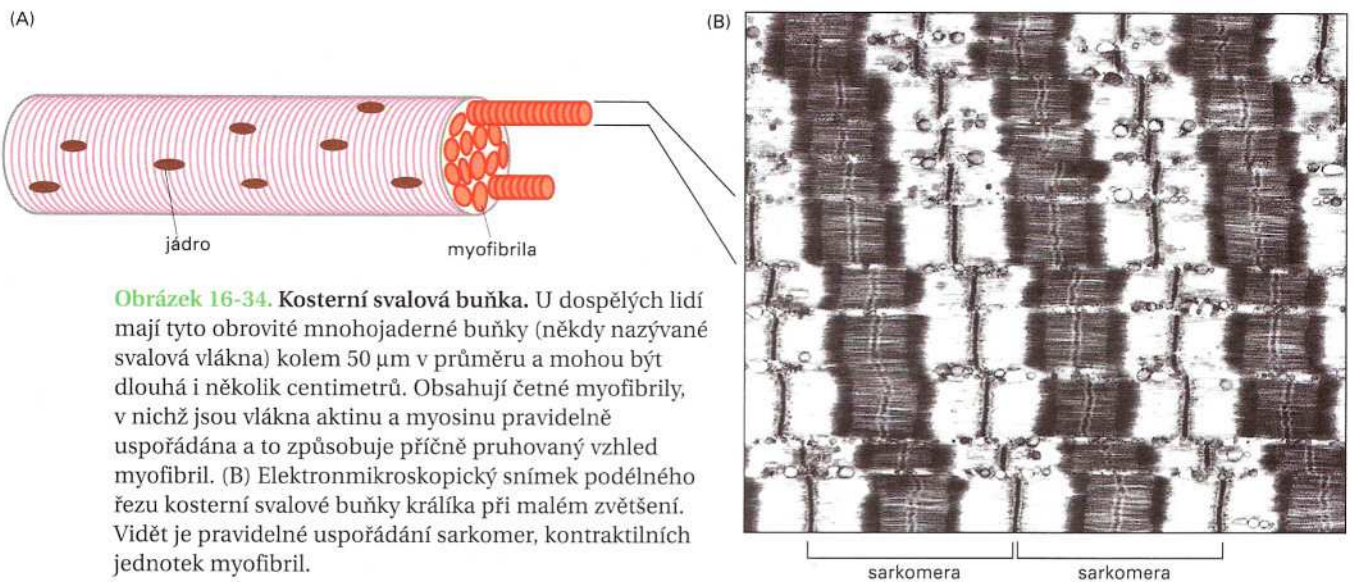 (A)
jádro
myofibrila
Obrázek 16-34. Kosterní svalová buňka. U dospělých lidí
mají tyto obrovité mnohojaderné buňky (někdy nazývané
svalová vlákna) kolem 50 μm v průměru a mohou být
dlouhá i několik centimetrů. Obsahují četné myofibrily,
v nichž jsou vlákna aktinu a myosinu pravidelně
uspořádána a to způsobuje příčně pruhovaný vzhled
myofibril. (B) Elektronmikroskopický snímek podélného
řezu kosterní svalové buňky králíka při malém zvětšení.
Vidět je pravidelné uspořádání sarkomer, kontraktilních
jednotek myofibril.
(B)
sarkomera
sarkomera